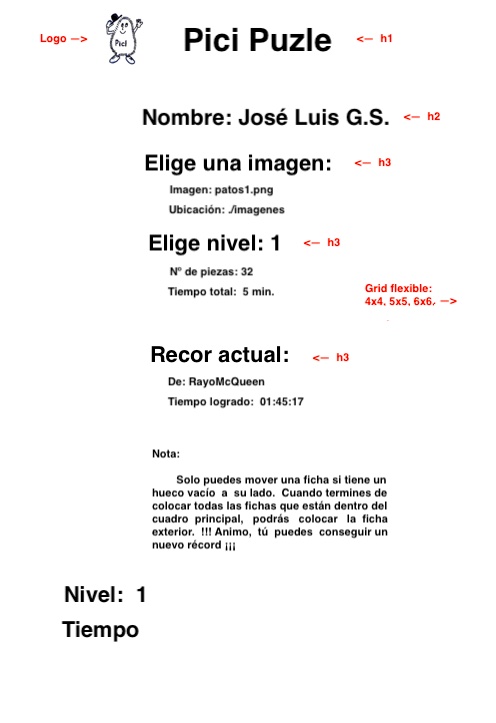 Logo —>
Pici
Pici Puzle
<— h1
Nombre: José Luis G.S.
<— h2
Elige una imagen:
<— h3
Imagen: patos1.png
Ubicación: ./imagenes
Elige nivel: 1
<— h3
Nº de piezas: 32
Tiempo total: 5 min.
Grid flexible:
4x4, 5x5, 6x6, —>
Recor actual:
<— h3
De: RayoMcQueen
Tiempo logrado: 01:45:17
Nota:
Solo puedes mover una ficha si tiene un
hueco vacío a su lado. Cuando termines de
colocar todas las fichas que están dentro del
cuadro principal, podrás colocar la ficha
exterior. !!! Animo, tú puedes conseguir un
nuevo récord ¡¡¡
Nivel: 1
Tiempo